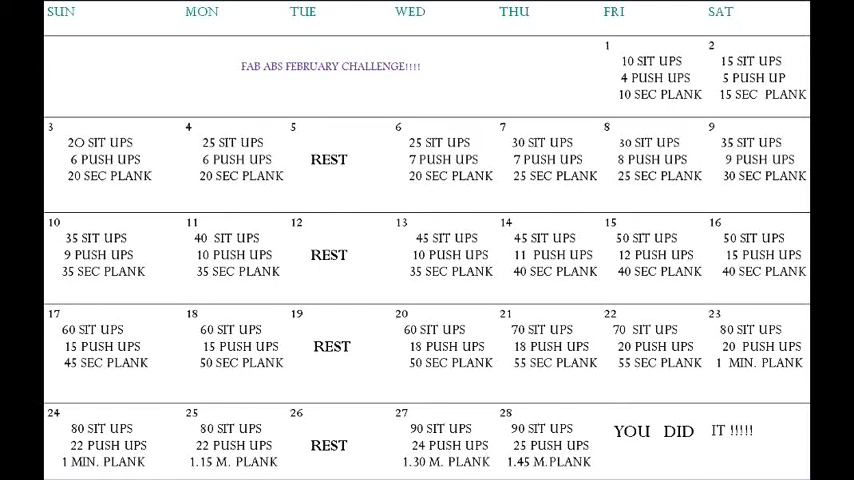 SUN MON TUE WED THU FRI SAT
FAB ABS FEBRUARY CHALLENGE!!!!
1 2
10 SIT UPS 15 SIT UPS
4 PUSH UPS 5 PUSH UP
10 SEC PLANK 15 SEC PLANK
3 4 5 6 7 8 9
2O SIT UPS 25 SIT UPS 25 SIT UPS 30 SIT UPS 30 SIT UPS 35 SIT UPS
6 PUSH UPS 6 PUSH UPS REST 7 PUSH UPS 7 PUSH UPS 8 PUSH UPS 9 PUSH UPS
20 SEC PLANK 20 SEC PLANK 20 SEC PLANK 25 SEC PLANK 25 SEC PLANK 30 SEC PLANK
10 11 12 13 14 15 16
35 SIT UPS 40 SIT UPS 45 SIT UPS 45 SIT UPS 50 SIT UPS 50 SIT UPS
9 PUSH UPS 10 PUSH UPS REST 10 PUSH UPS 11 PUSH UPS 12 PUSH UPS 15 PUSH UPS
35 SEC PLANK 35 SEC PLANK 35 SEC PLANK 40 SEC PLANK 40 SEC PLANK 40 SEC PLANK
17 18 19 20 21 22 23
60 SIT UPS 60 SIT UPS 60 SIT UPS 70 SIT UPS 70 SIT UPS 80 SIT UPS
15 PUSH UPS 15 PUSH UPS REST 18 PUSH UPS 18 PUSH UPS 20 PUSH UPS 20 PUSH UPS
45 SEC PLANK 50 SEC PLANK 50 SEC PLANK 55 SEC PLANK 55 SEC PLANK 1 MIN. PLANK
24 25 26 27 28
80 SIT UPS 80 SIT UPS 90 SIT UPS 90 SIT UPS YOU DID IT !!!!!
22 PUSH UPS 22 PUSH UPS REST 24 PUSH UPS 25 PUSH UPS
1 MIN. PLANK 1.15 M. PLANK 1.30 M. PLANK 1.45 M.PLANK